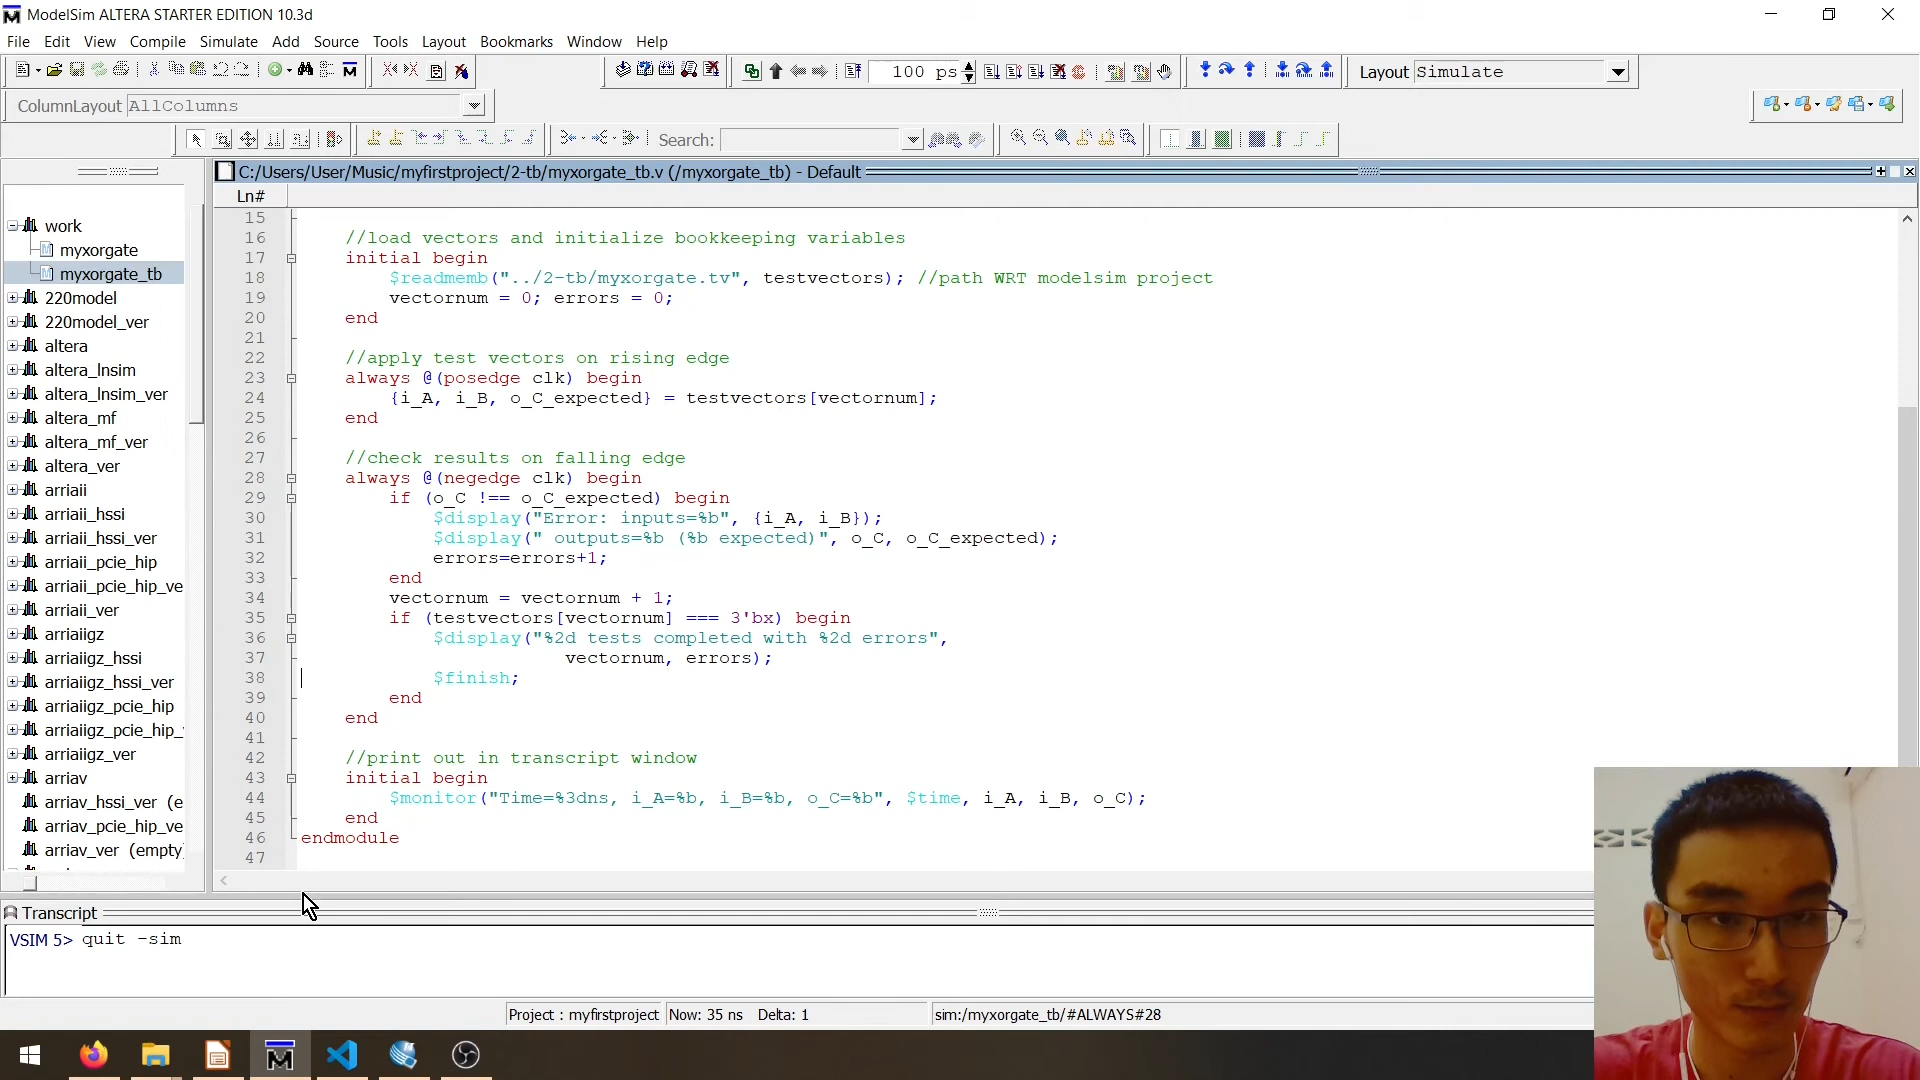 ModelSim ALTERA STARTER EDITION 10.3d
File Edit View Compile Simulate Add Source Tools Layout Bookmarks Window Help
100 ps
Layout Simulate
ColumnLayout AllColumns
Search:
C:/Users/User/Music/myfirstproject/2-tb/myxorgate_tb.v (/myxorgate_tb) - Default
Ln#
work
myxorgate
myxorgate_tb
220model
220model_ver
altera
altera_lnsim
altera_lnsim_ver
altera_mf
altera_mf_ver
altera_ver
arriaii
arriaii_hssi
arriaii_hssi_ver
arriaii_pcie_hip
arriaii_pcie_hip_ve
arriaii_ver
arriaiigz
arriaiigz_hssi
arriaiigz_hssi_ver
arriaiigz_pcie_hip
arriaiigz_pcie_hip_
arriaiigz_ver
arriav
arriav_hssi_ver (e
arriav_pcie_hip_ve
arriav_ver (empty
15
16 //load vectors and initialize bookkeeping variables
17 initial begin
18 $readmemb("../2-tb/myxorgate.tv", testvectors); //path WRT modelsim project
19 vectornum = 0; errors = 0;
20 end
21
22 //apply test vectors on rising edge
23 always @(posedge clk) begin
24 {i_A, i_B, o_C_expected} = testvectors[vectornum];
25 end
26
27 //check results on falling edge
28 always @(negedge clk) begin
29 if (o_C !== o_C_expected) begin
30 $display("Error: inputs=%b", {i_A, i_B});
31 $display(" outputs=%b (%b expected)", o_C, o_C_expected);
32 errors=errors+1;
33 end
34 vectornum = vectornum + 1;
35 if (testvectors[vectornum] === 3'bx) begin
36 $display("%2d tests completed with %2d errors",
37 vectornum, errors);
38 $finish;
39 end
40 end
41
42 //print out in transcript window
43 initial begin
44 $monitor("Time=%3dns, i_A=%b, i_B=%b, o_C=%b", $time, i_A, i_B, o_C);
45 end
46 endmodule
47
Transcript
VSIM 5> quit -sim
Project : myfirstproject Now: 35 ns Delta: 1 sim:/myxorgate_tb/#ALWAYS#28